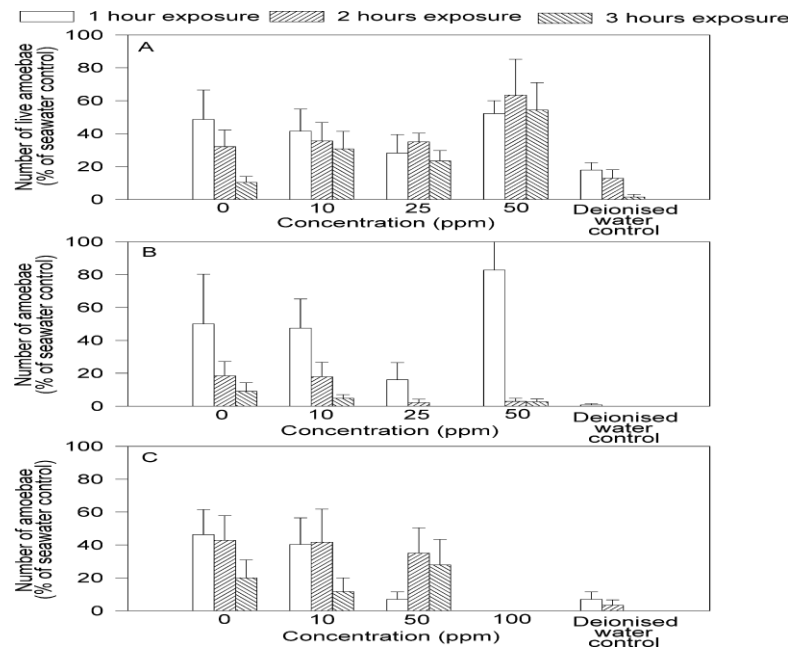 1 hour exposure 2 hours exposure 3 hours exposure
A
Number of live amoebae
(% of seawater control)
100
80
60
40
20
0
0 10 25 50 Deionised
water
control
Concentration (ppm)
B
Number of amoebae
(% of seawater control)
100
80
60
40
20
0
0 10 25 50 Deionised
water
control
Concentration (ppm)
C
Number of amoebae
(% of seawater control)
100
80
60
40
20
0
0 10 50 100 Deionised
water
control
Concentration (ppm)